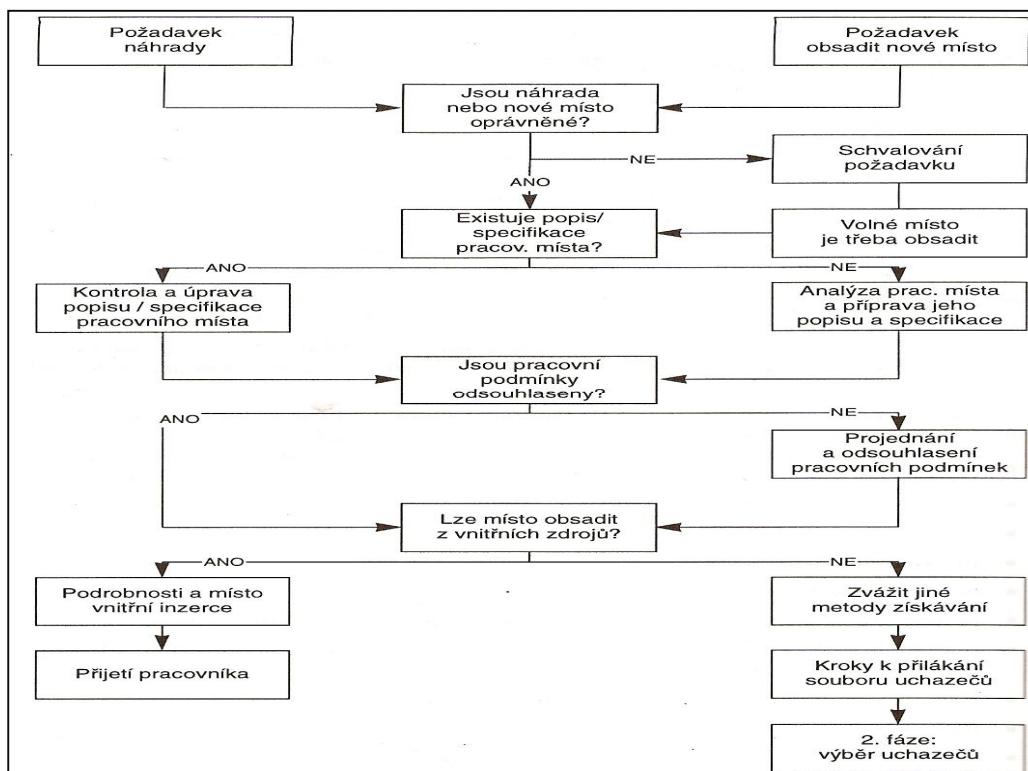 Požadavek
náhrady
Požadavek
obsadit nové místo
Jsou náhrada
nebo nové místo
oprávněné?
NE
Schvalování
požadavku
ANO
Existuje popis/
specifikace
pracov. místa?
Volné místo
je třeba obsadit
ANO
NE
Kontrola a úprava
popisu / specifikace
pracovního místa
Analýza prac. místa
a příprava jeho
popisu a specifikace
Jsou pracovní
podmínky
odsouhlaseny?
ANO
NE
Projednání
a odsouhlasení
pracovních podmínek
Lze místo obsadit
z vnitřních zdrojů?
ANO
NE
Podrobnosti a místo
vnitřní inzerce
Zvážit jiné
metody získávání
Přijetí pracovníka
Kroky k přilákání
souboru uchazečů
2. fáze:
výběr uchazečů